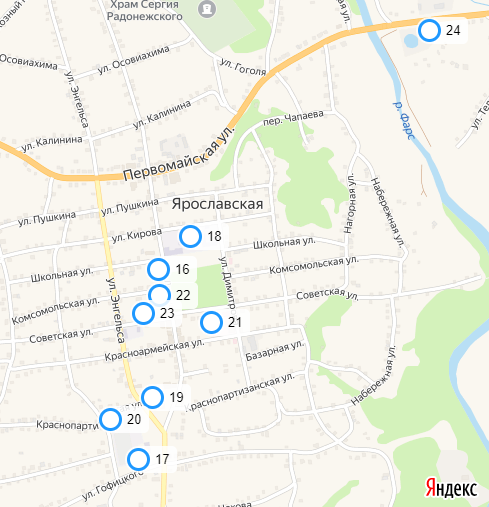 Храм Сергия
Радонежского
24
ул. Гоголя
Осовиахима
ул. Осовиахима
ул. Энгельса
р. Фарс
ул. Калинина
пер. Чапаева
ул. Калинина
Первомайская ул.
Набережная ул.
ул. Пушкина
Ярославская
ул. Пушкина
Нагорная ул.
ул. Кирова
18
Школьная ул.
16
Школьная ул.
Комсомольская ул.
ул. Димитр
22
Советская ул.
Комсомольская ул.
ул. Энгельса
23
21
Советская ул.
Красноармейская ул.
Базарная ул.
Набережная ул.
19
раснопартизанская ул.
20
Краснопарти
17
ул. Гофицкого
Яндекс